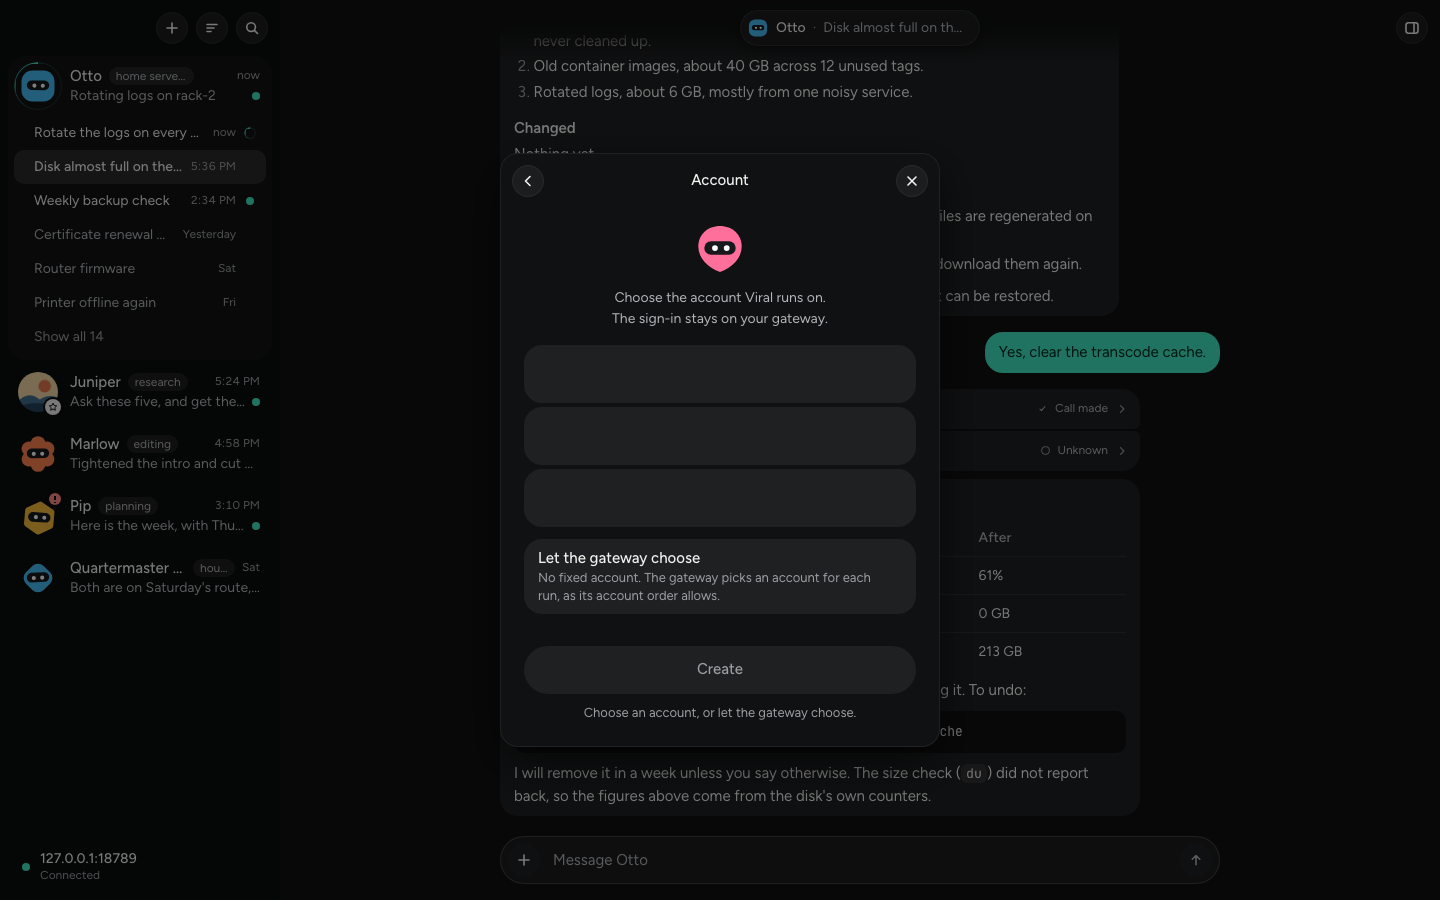 Otto · Disk almost full on th...
Otto home serve... now
Rotating logs on rack-2
Rotate the logs on every ... now
Disk almost full on the... 5:36 PM
Weekly backup check 2:34 PM
Certificate renewal ... Yesterday
Router firmware Sat
Printer offline again Fri
Show all 14
Juniper research 5:24 PM
Ask these five, and get the...
Marlow editing 4:58 PM
Tightened the intro and cut ...
Pip planning 3:10 PM
Here is the week, with Thu...
Quartermaster ... hou... Sat
Both are on Saturday's route,...
127.0.0.1:18789
Connected
never cleaned up.
2. Old container images, about 40 GB across 12 unused tags.
3. Rotated logs, about 6 GB, mostly from one noisy service.
Changed
Nothing yet
are regenerated on
download them again.
can be restored.
Yes, clear the transcode cache.
Call made
Unknown
After
61%
0 GB
213 GB
it. To undo:
I will remove it in a week unless you say otherwise. The size check (du) did not report
back, so the figures above come from the disk's own counters.
Message Otto
Account
Choose the account Viral runs on.
The sign-in stays on your gateway.
Let the gateway choose
No fixed account. The gateway picks an account for each
run, as its account order allows.
Create
Choose an account, or let the gateway choose.